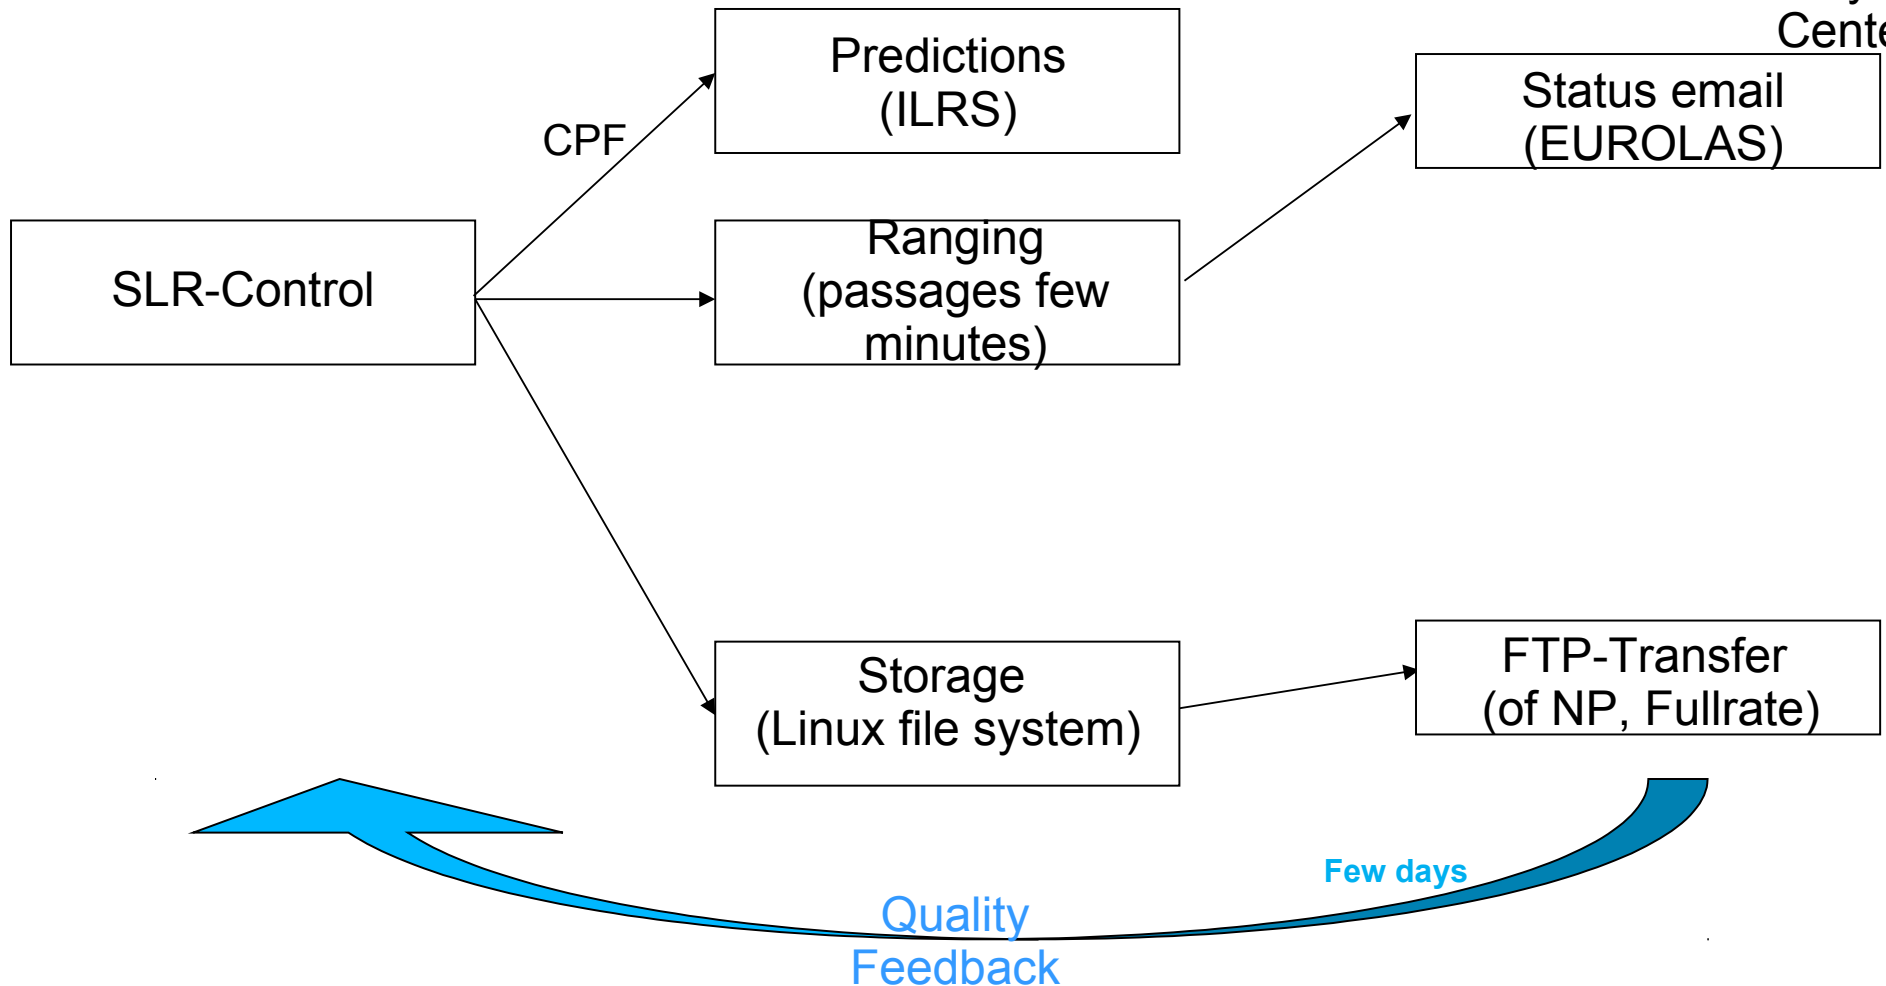 Predictions
(ILRS)
Status email
(EUROLAS)
CPF
SLR-Control
Ranging
(passages few
minutes)
Storage
(Linux file system)
FTP-Transfer
(of NP, Fullrate)
Few days
Quality
Feedback